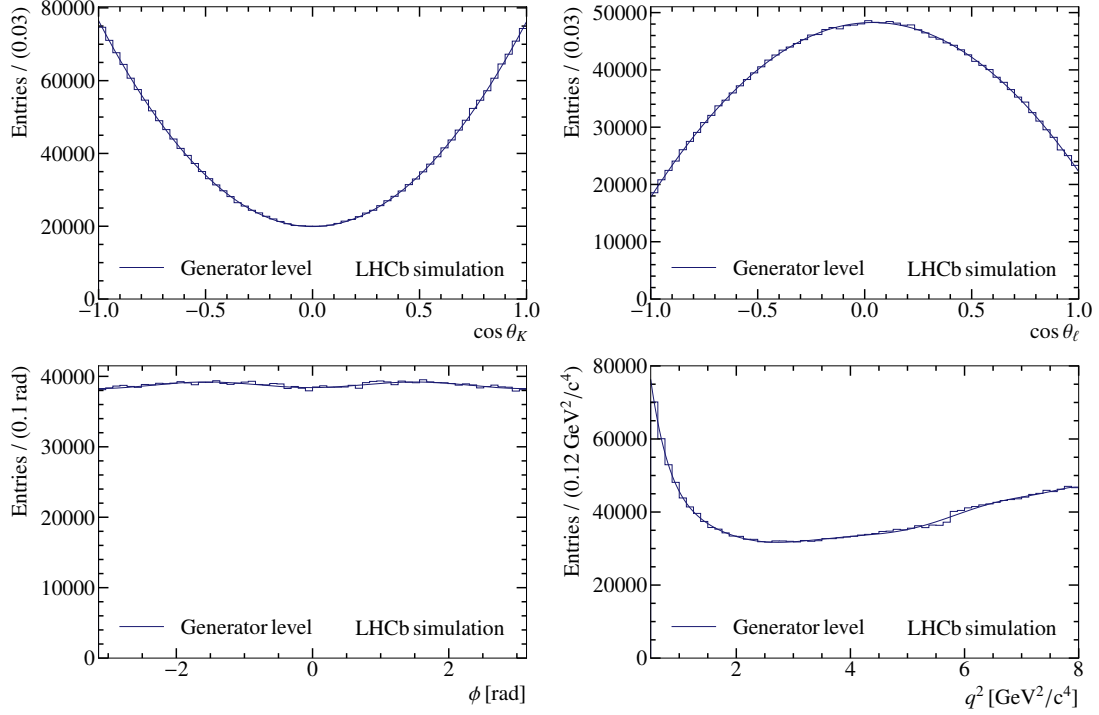 80000
60000
40000
20000
0
Entries / (0.03)
Generator level LHCb simulation
−1.0 −0.5 0.0 0.5 1.0
cos θK
50000
40000
30000
20000
10000
0
Entries / (0.03)
Generator level LHCb simulation
−1.0 −0.5 0.0 0.5 1.0
cos θℓ
40000
30000
20000
10000
0
Entries / (0.1 rad)
Generator level LHCb simulation
−2 0 2
ϕ [rad]
80000
60000
40000
20000
0
Entries / (0.12 GeV²/c⁴)
Generator level LHCb simulation
2 4 6 8
q² [GeV²/c⁴]